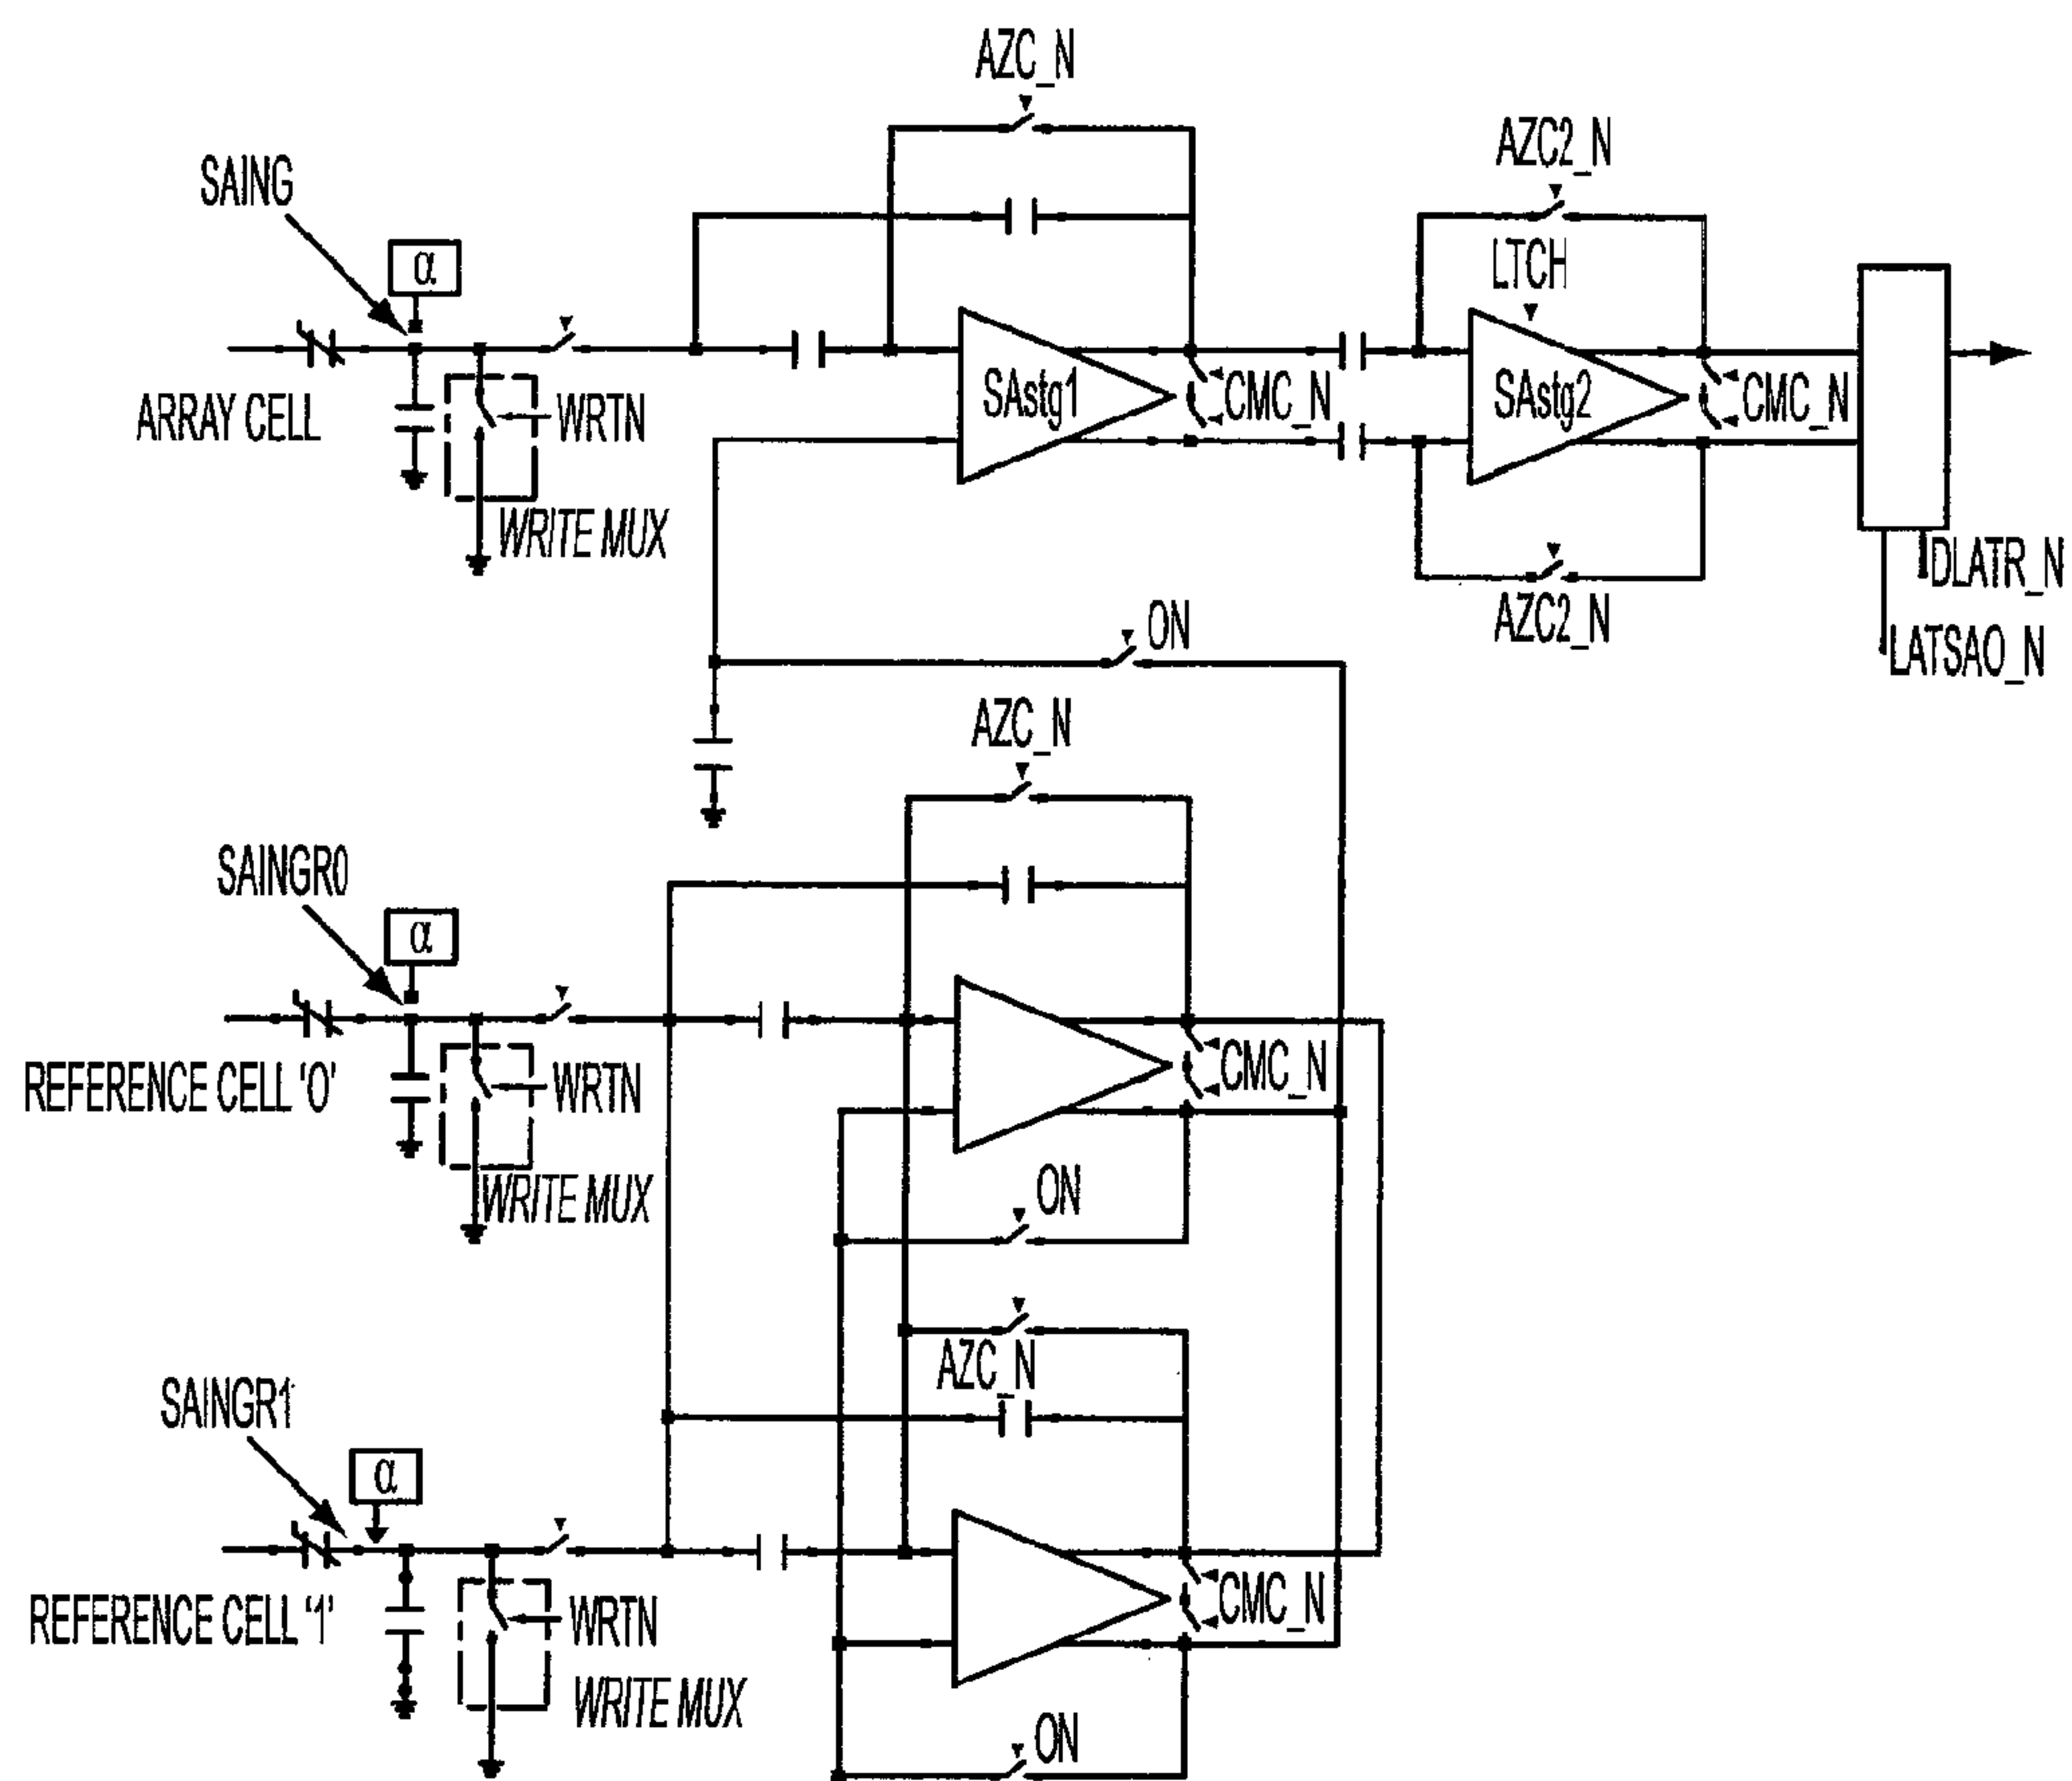 AZC_N
AZC2_N
SAING
α
LTCH
SAstg1
CMC_N
SAstg2
CMC_N
ARRAY CELL
WRTN
WRITE MUX
DLATR_N
AZC2_N
ON
LATSAO_N
AZC_N
SAINGR0
α
CMC_N
REFERENCE CELL 'O'
WRTN
WRITE MUX
ON
AZC_N
SAINGR1
α
CMC_N
REFERENCE CELL '1'
WRTN
WRITE MUX
ON